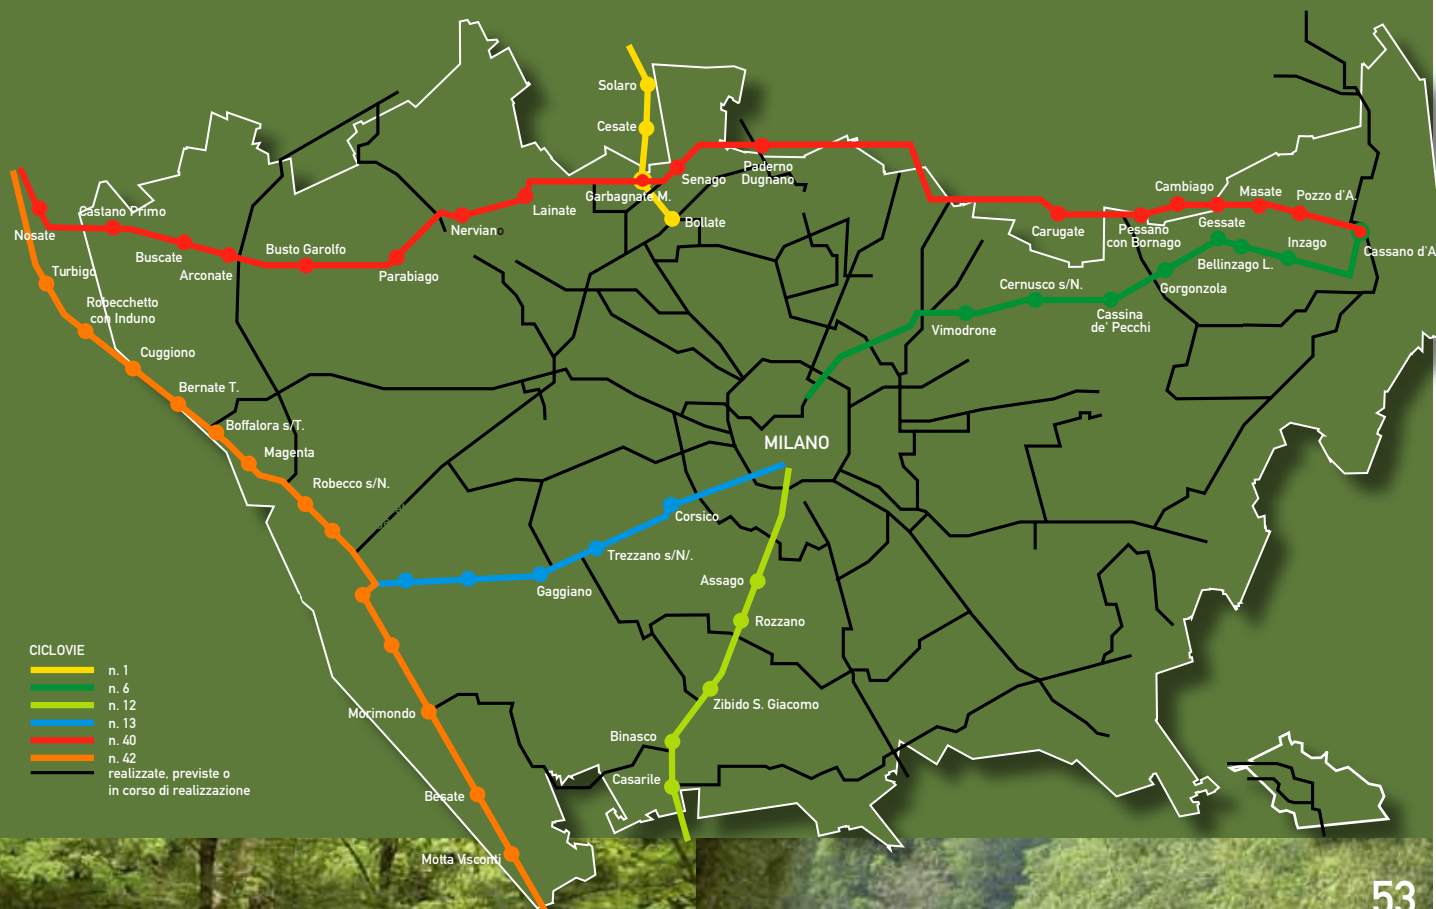 Solaro
Cesate
Garbagnate M.
Senago
Bollate
Paderno
Dugnano
Lainate
Nerviano
Castano Primo
Nosate
Buscate
Arconate
Busto Garolfo
Parabiago
Turbigo
Robecchetto
con Induno
Cuggiono
Bernate T.
Boffalora s/T.
Magenta
Robecco s/N.
Cambiago
Masate
Pozzo d'A.
Carugate
Pessano
con Bornago
Gessate
Inzago
Cassano d'A
Bellinzago L.
Gorgonzola
Cernusco s/N.
Cassina
de' Pecchi
Vimodrone
MILANO
Corsico
Trezzano s/N/.
Gaggiano
Assago
Rozzano
Zibido S. Giacomo
Binasco
Casarile
Morimondo
Besate
Motta Visconti
CICLOVIE
n. 1
n. 6
n. 12
n. 13
n. 40
n. 42
realizzate, previste o
in corso di realizzazione
53